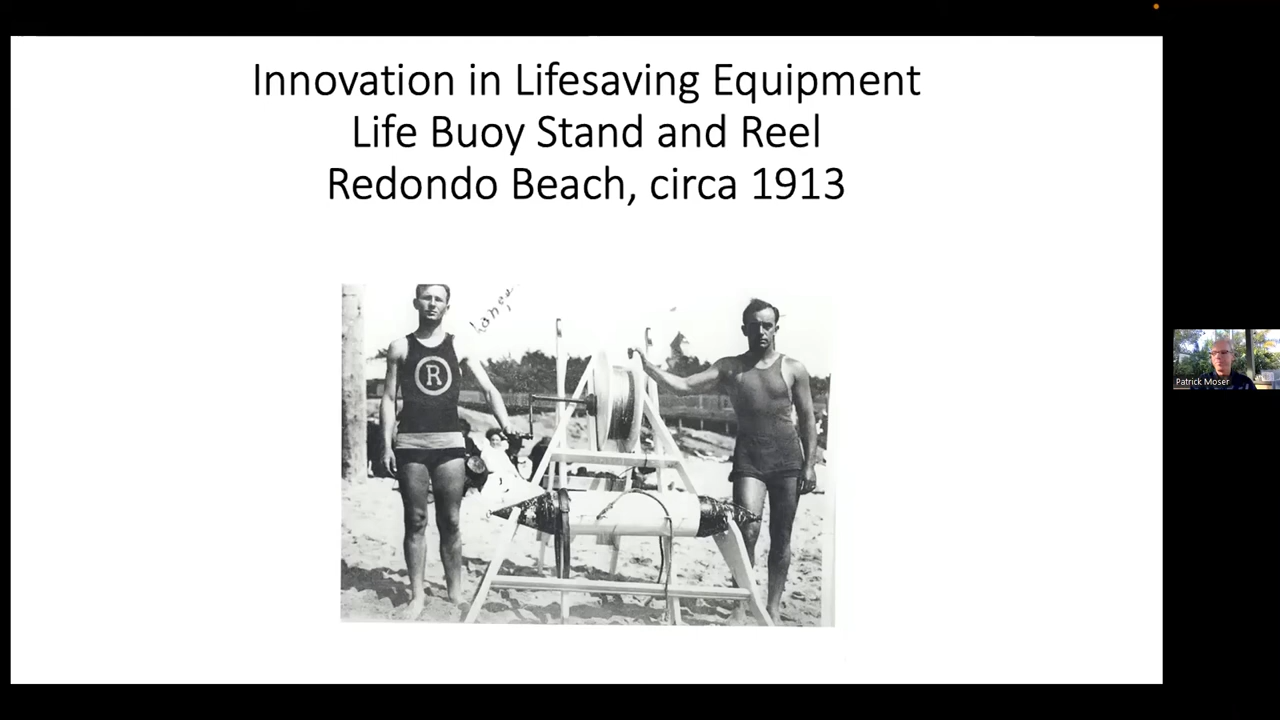 Innovation in Lifesaving Equipment
Life Buoy Stand and Reel
Redondo Beach, circa 1913
R
Patrick Moser